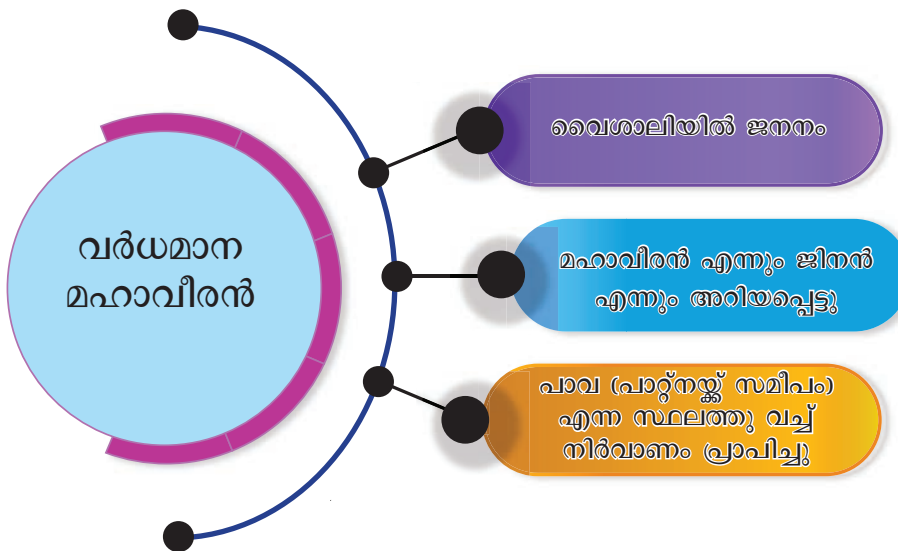 വർധമാന
മഹാവീരൻ
വൈശാലിയിൽ ജനനം
മഹാവീരൻ എന്നും ജിനൻ
എന്നും അറിയപ്പെട്ടു
പാവ (പാറ്റ്നയ്ക്ക് സമീപം)
എന്ന സ്ഥലത്തു വച്ച്
നിർവാണം പ്രാപിച്ചു